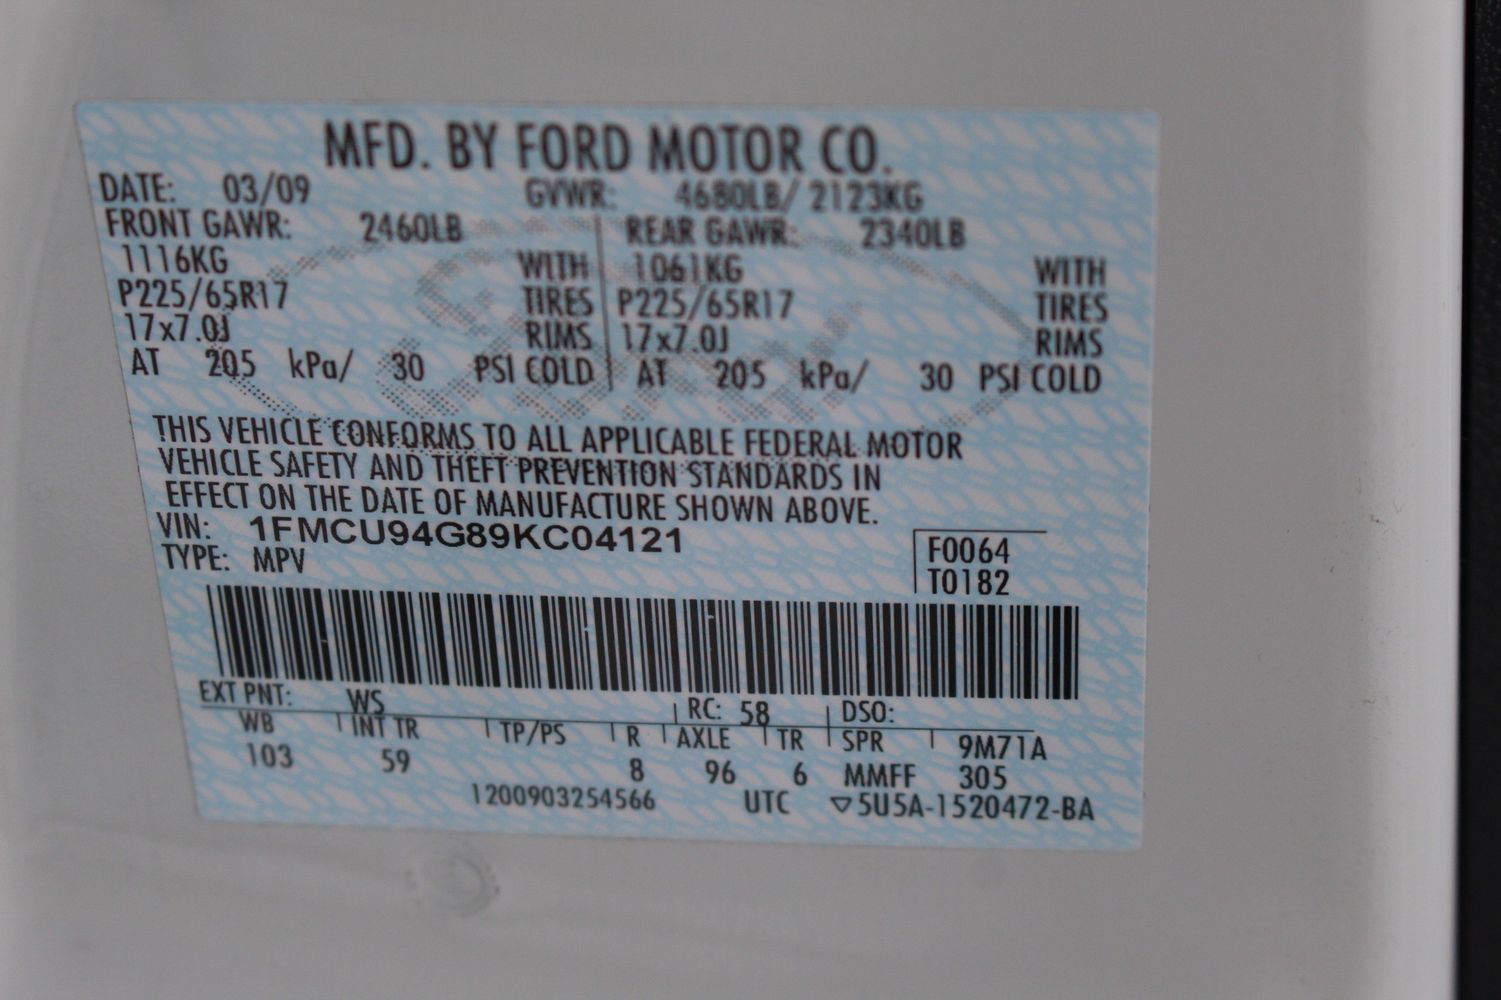 MFD. BY FORD MOTOR CO.
DATE: 03/09 GVWR: 4680LB/ 2123KG
FRONT GAWR: 2460LB REAR GAWR: 2340LB
1116KG WITH 1061KG WITH
P225/65R17 TIRES P225/65R17 TIRES
17x7.0J RIMS 17x7.0J RIMS
AT 205 kPa/ 30 PSI COLD AT 205 kPa/ 30 PSI COLD
THIS VEHICLE CONFORMS TO ALL APPLICABLE FEDERAL MOTOR
VEHICLE SAFETY AND THEFT PREVENTION STANDARDS IN
EFFECT ON THE DATE OF MANUFACTURE SHOWN ABOVE.
VIN: 1FMCU94G89KC04121
TYPE: MPV
F0064
T0182
EXT PNT: WS RC: 58 DSO:
WB INT TR TP/PS R AXLE TR SPR 9M71A
103 59 8 96 6 MMFF 305
1200903254566 UTC ▽5U5A-1520472-BA